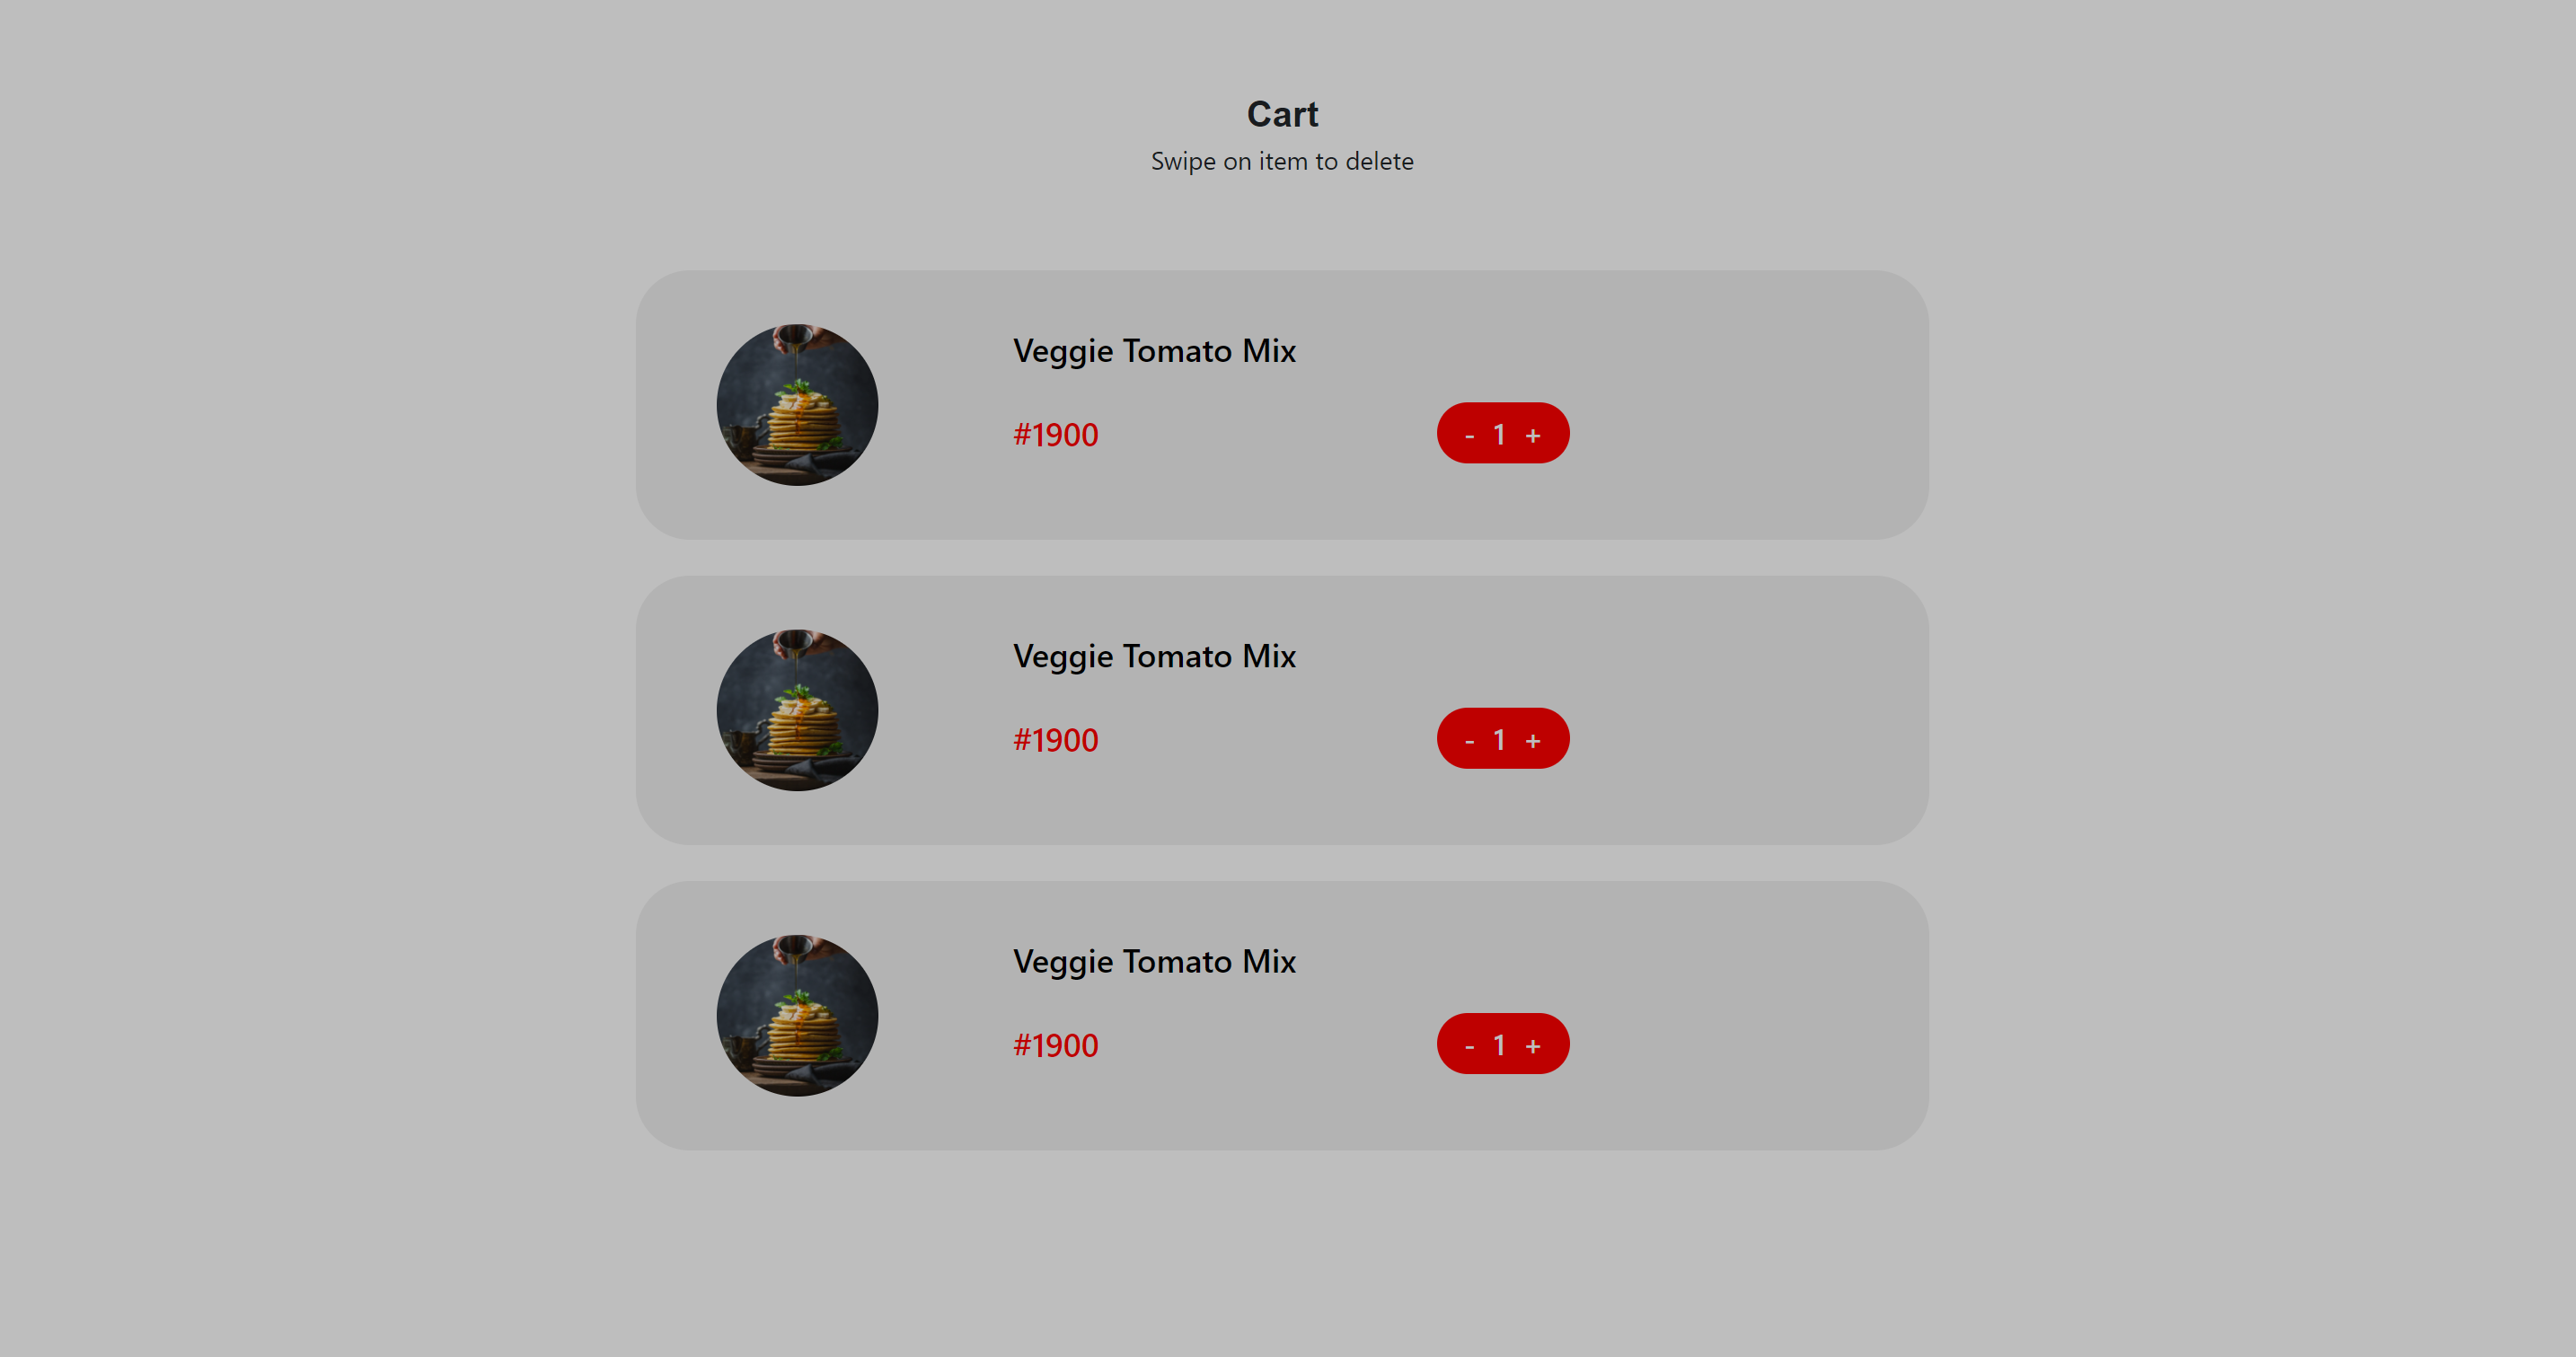 Cart
Swipe on item to delete
Veggie Tomato Mix
#1900
- 1 +
Veggie Tomato Mix
#1900
- 1 +
Veggie Tomato Mix
#1900
- 1 +